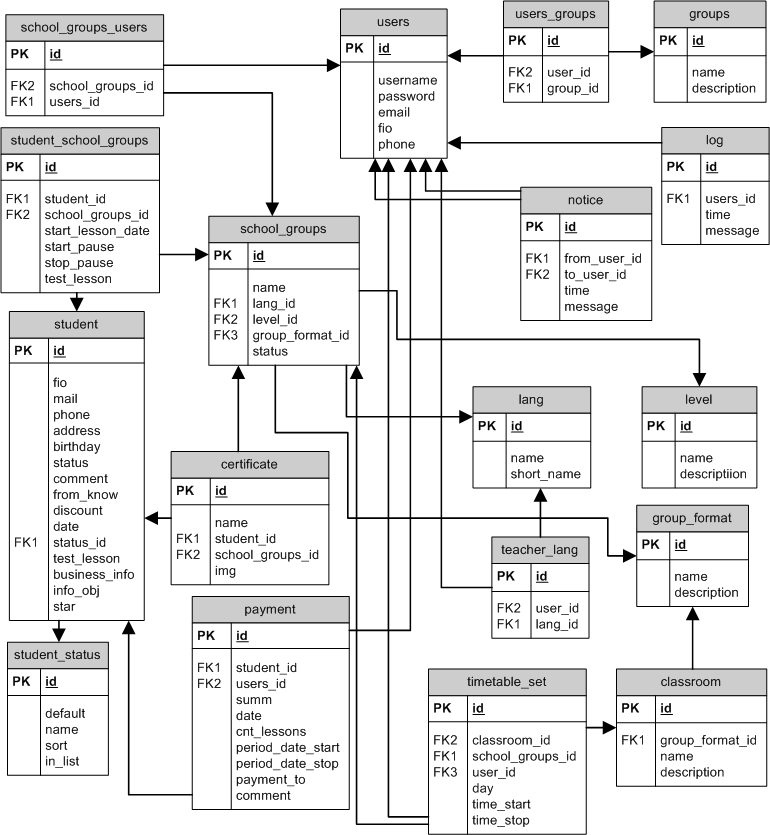 school_groups_users
PK id
FK2 school_groups_id
FK1 users_id
users
PK id
username
password
email
fio
phone
users_groups
PK id
FK2 user_id
FK1 group_id
groups
PK id
name
description
student_school_groups
PK id
FK1 student_id
FK2 school_groups_id
start_lesson_date
start_pause
stop_pause
test_lesson
log
PK id
FK1 users_id
time
message
notice
PK id
FK1 from_user_id
FK2 to_user_id
time
message
school_groups
PK id
name
FK1 lang_id
FK2 level_id
FK3 group_format_id
status
student
PK id
fio
mail
phone
address
birthday
status
comment
from_know
discount
date
FK1 status_id
test_lesson
business_info
info_obj
star
lang
PK id
name
short_name
level
PK id
name
descriptiion
certificate
PK id
name
FK1 student_id
FK2 school_groups_id
img
group_format
PK id
name
description
teacher_lang
PK id
FK2 user_id
FK1 lang_id
payment
PK id
FK1 student_id
FK2 users_id
summ
date
cnt_lessons
period_date_start
period_date_stop
payment_to
comment
student_status
PK id
default
name
sort
in_list
timetable_set
PK id
FK2 classroom_id
FK1 school_groups_id
FK3 user_id
day
time_start
time_stop
classroom
PK id
FK1 group_format_id
name
description